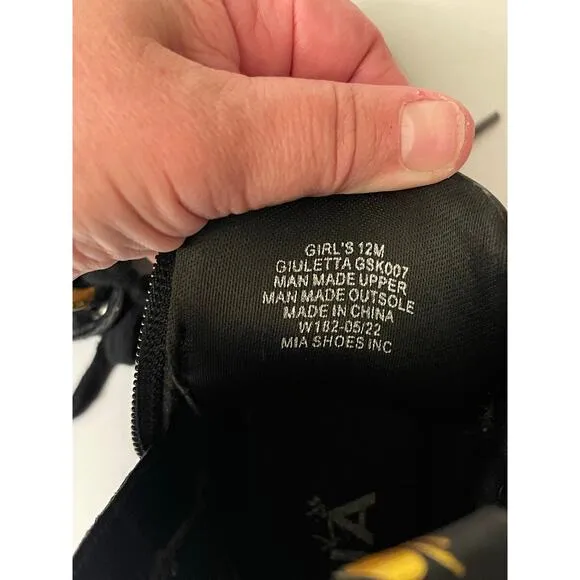 GIRL'S 12M
GIULETTA GSK007
MAN MADE UPPER
MAN MADE OUTSOLE
MADE IN CHINA
W182-05/22
MIA SHOES INC